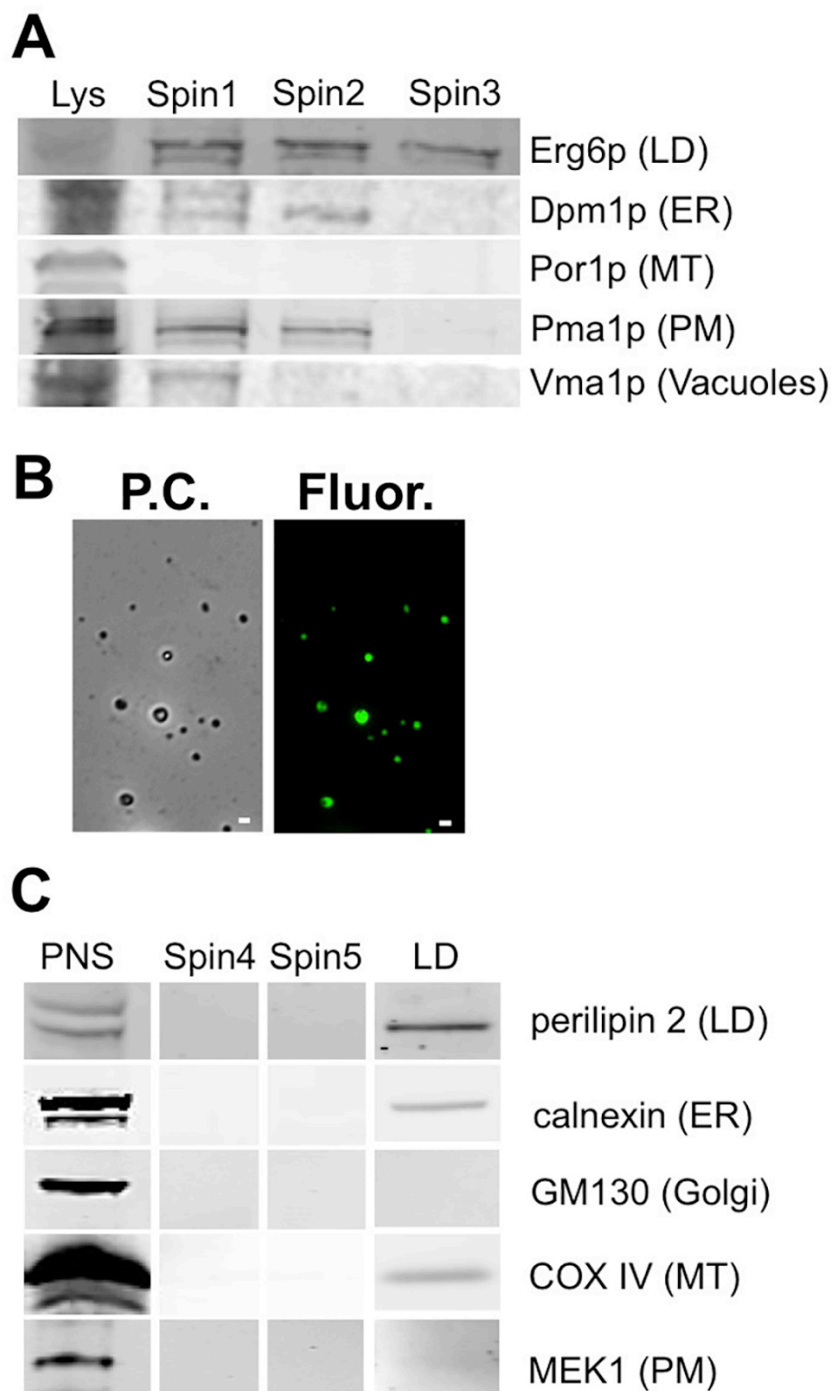 A
Lys Spin1 Spin2 Spin3
Erg6p (LD)
Dpm1p (ER)
Por1p (MT)
Pma1p (PM)
Vma1p (Vacuoles)
B
P.C. Fluor.
C
PNS Spin4 Spin5 LD
perilipin 2 (LD)
calnexin (ER)
GM130 (Golgi)
COX IV (MT)
MEK1 (PM)